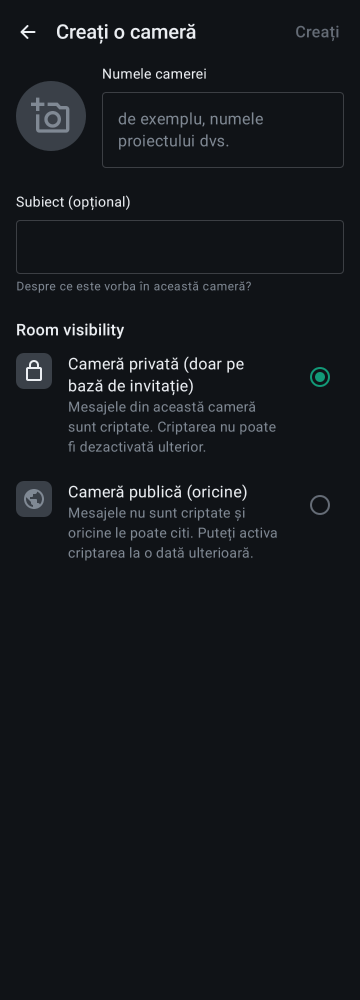 Creați o cameră
Creați
Numele camerei
de exemplu, numele
proiectului dvs.
Subiect (opțional)
Despre ce este vorba în această cameră?
Room visibility
Cameră privată (doar pe
bază de invitație)
Mesajele din această cameră
sunt criptate. Criptarea nu poate
fi dezactivată ulterior.
Cameră publică (oricine)
Mesajele nu sunt criptate și
oricine le poate citi. Puteți activa
criptarea la o dată ulterioară.